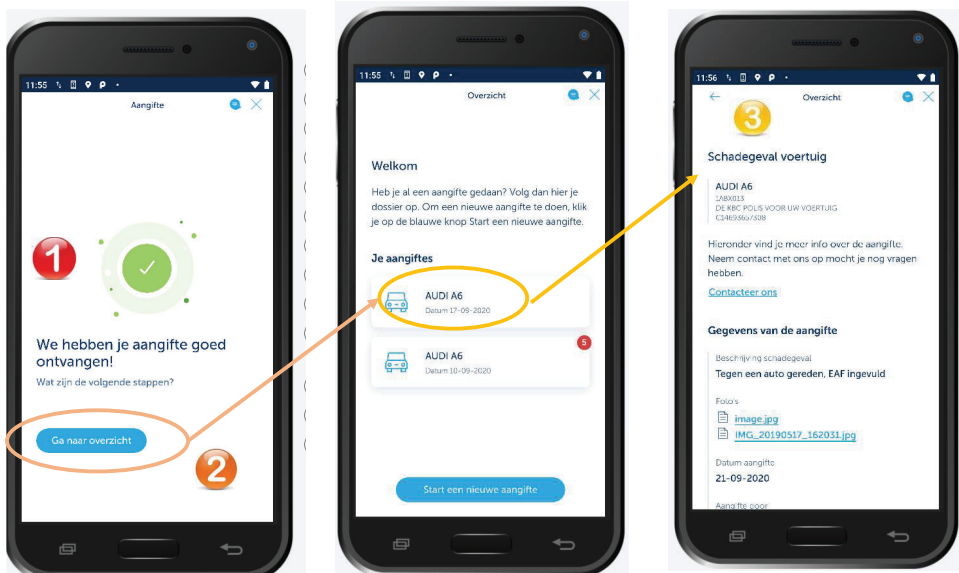 11:55
Aangifte
1
We hebben je aangifte goed
ontvangen!
Wat zijn de volgende stappen?
Ga naar overzicht
2
11:55
Overzicht
Welkom
Heb je al een aangifte gedaan? Volg dan hier je
dossier op. Om een nieuwe aangifte te doen, klik
je op de blauwe knop Start een nieuwe aangifte.
Je aangiftes
AUDI A6
Datum 17-09-2020
5
AUDI A6
Datum 10-09-2020
Start een nieuwe aangifte
11:56
Overzicht
3
Schadegeval voertuig
AUDI A6
1ABX013
DE KBC POLIS VOOR UW VOERTUIG
C14693657308
Hieronder vind je meer info over de aangifte.
Neem contact met ons op mocht je nog vragen
hebben.
Contacteer ons
Gegevens van de aangifte
Beschrijving schadegeval
Tegen een auto gereden, EAF ingevuld
Foto's
image.jpg
IMG_20190517_162031.jpg
Datum aangifte
21-09-2020
Aangifte door